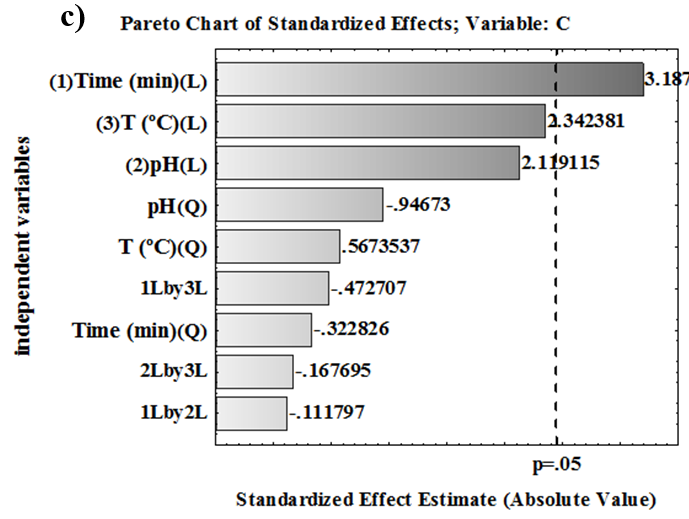 c)
Pareto Chart of Standardized Effects; Variable: C
independent variables
(1)Time (min)(L)
3.187
(3)T (ºC)(L)
2.342381
(2)pH(L)
2.119115
pH(Q)
-.94673
T (ºC)(Q)
.5673537
1Lby3L
-.472707
Time (min)(Q)
-.322826
2Lby3L
-.167695
1Lby2L
-.111797
p=.05
Standardized Effect Estimate (Absolute Value)